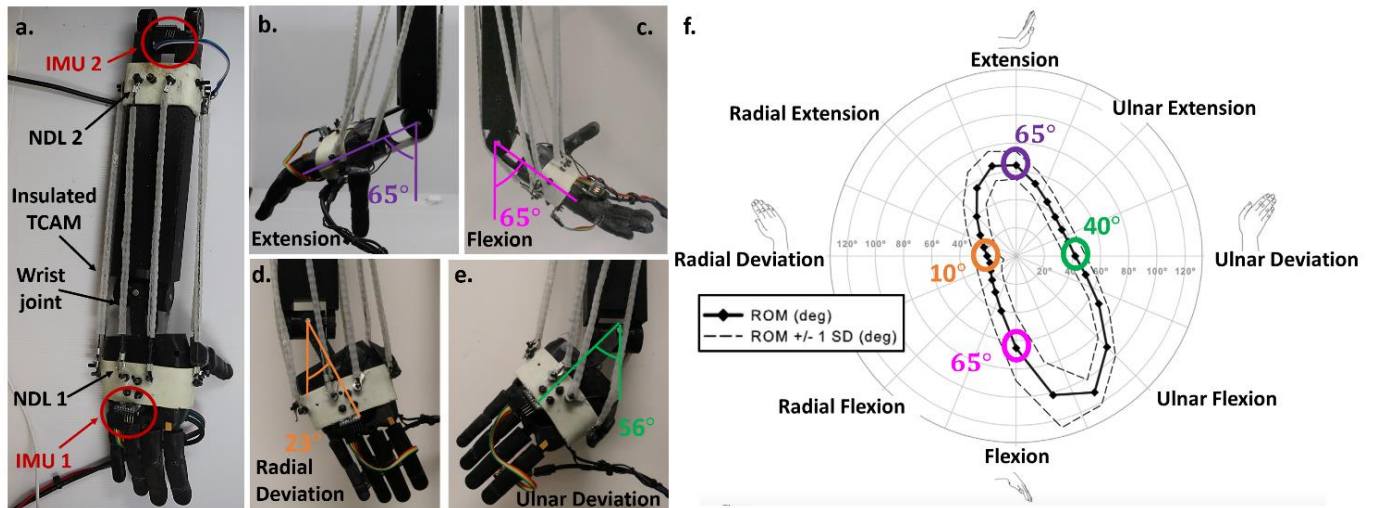 a.
IMU 2
NDL 2
Insulated
TCAM
Wrist
joint
NDL 1
IMU 1
b.
65°
Extension
c.
65°
Flexion
d.
23°
Radial
Deviation
e.
56°
Ulnar Deviation
f.
Extension
Radial Extension
Ulnar Extension
65°
40°
Radial Deviation
120° 100° 80° 60° 40°
20° 40° 60° 80° 100° 120°
Ulnar Deviation
10°
ROM (deg)
ROM +/- 1 SD (deg)
65°
Radial Flexion
Ulnar Flexion
Flexion